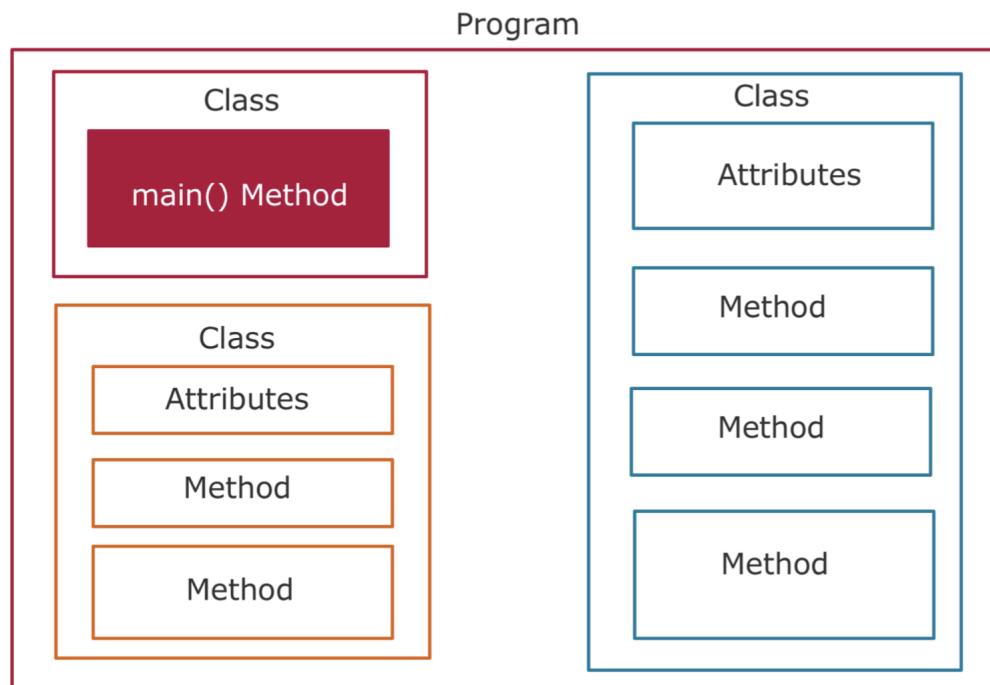 Program
Class
main() Method
Class
Attributes
Method
Method
Class
Attributes
Method
Method
Method